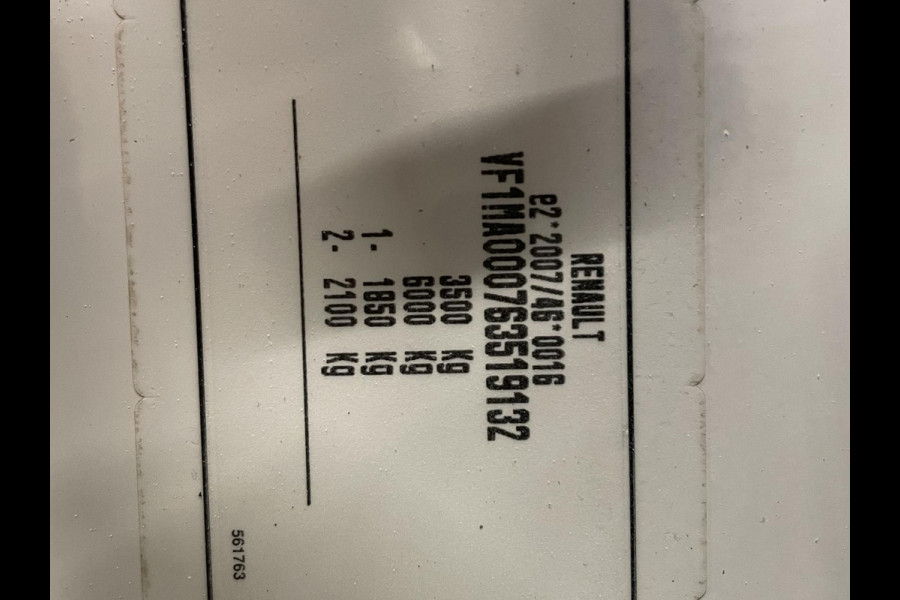 RENAULT
e2*2007/46*0016
VF1MA000763519132
3500 Kg
6000 Kg
1- 1850 Kg
2- 2100 Kg
561763